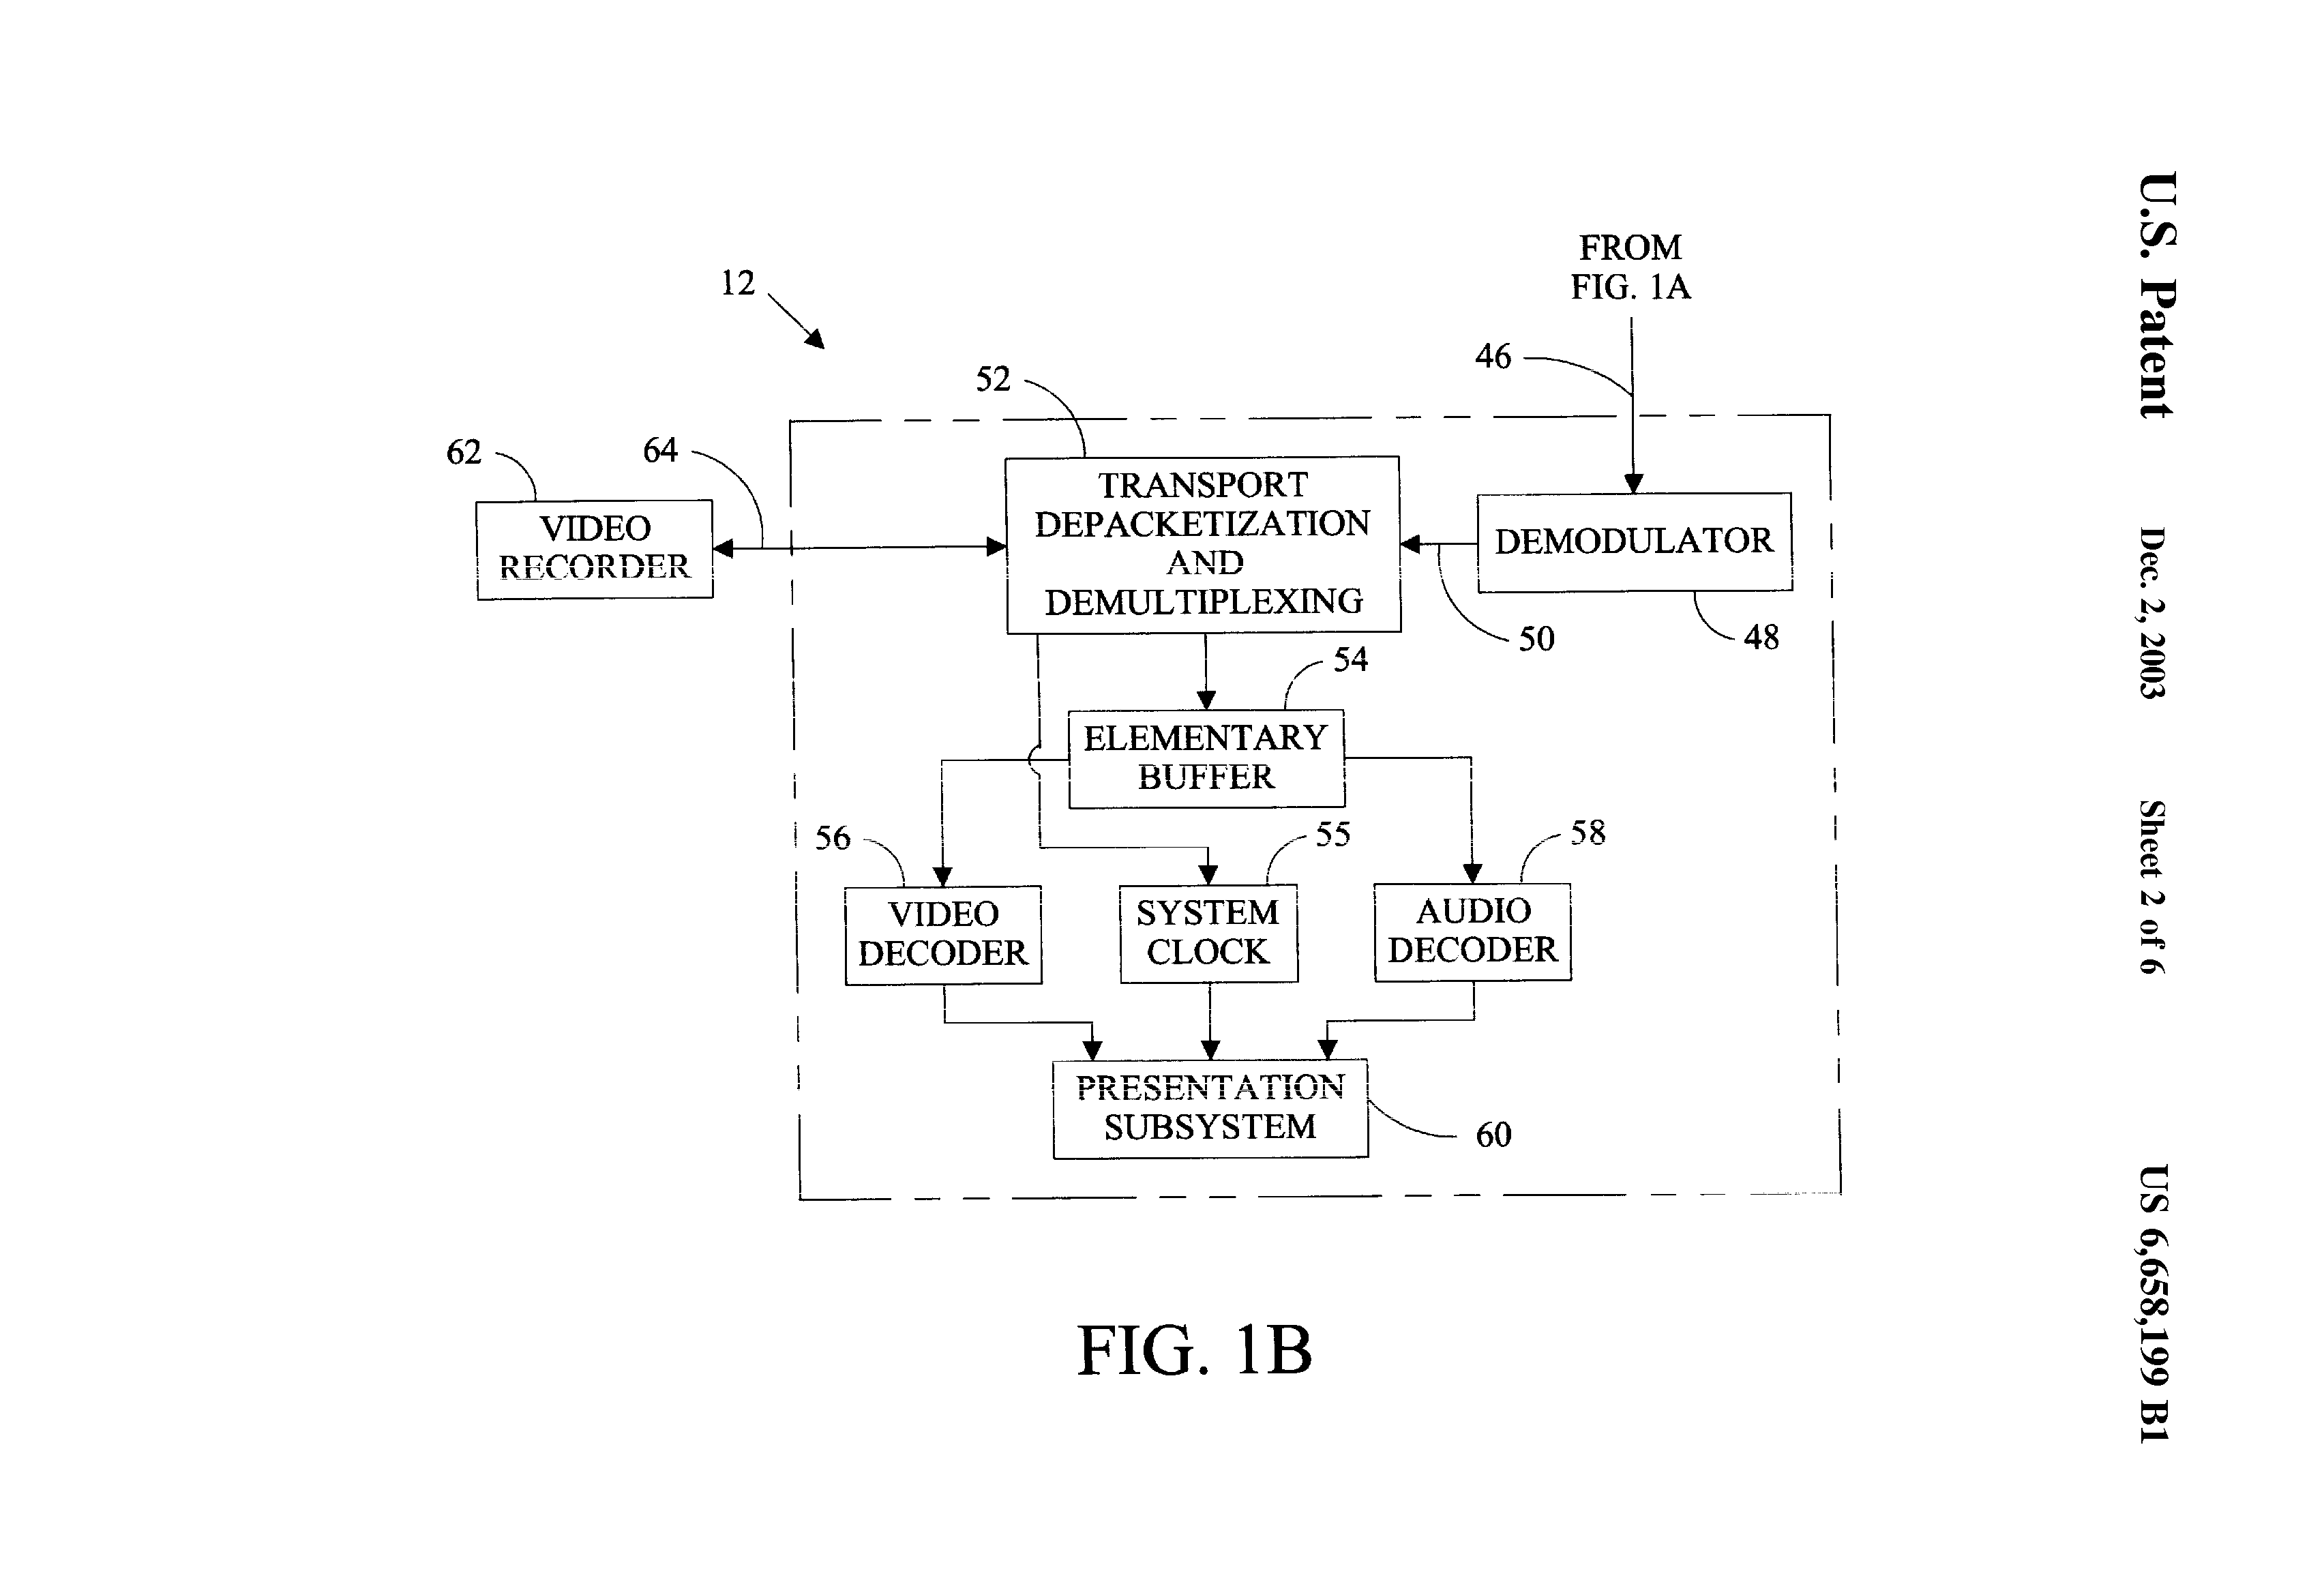 U.S. Patent
Dec. 2, 2003
Sheet 2 of 6
US 6,658,199 B1
FROM
FIG. 1A
12
46
52
62
64
TRANSPORT
DEPACKETIZATION
AND
DEMULTIPLEXING
VIDEO
RECORDER
DEMODULATOR
50
48
54
ELEMENTARY
BUFFER
56
55
58
VIDEO
DECODER
SYSTEM
CLOCK
AUDIO
DECODER
PRESENTATION
SUBSYSTEM
60
FIG. 1B